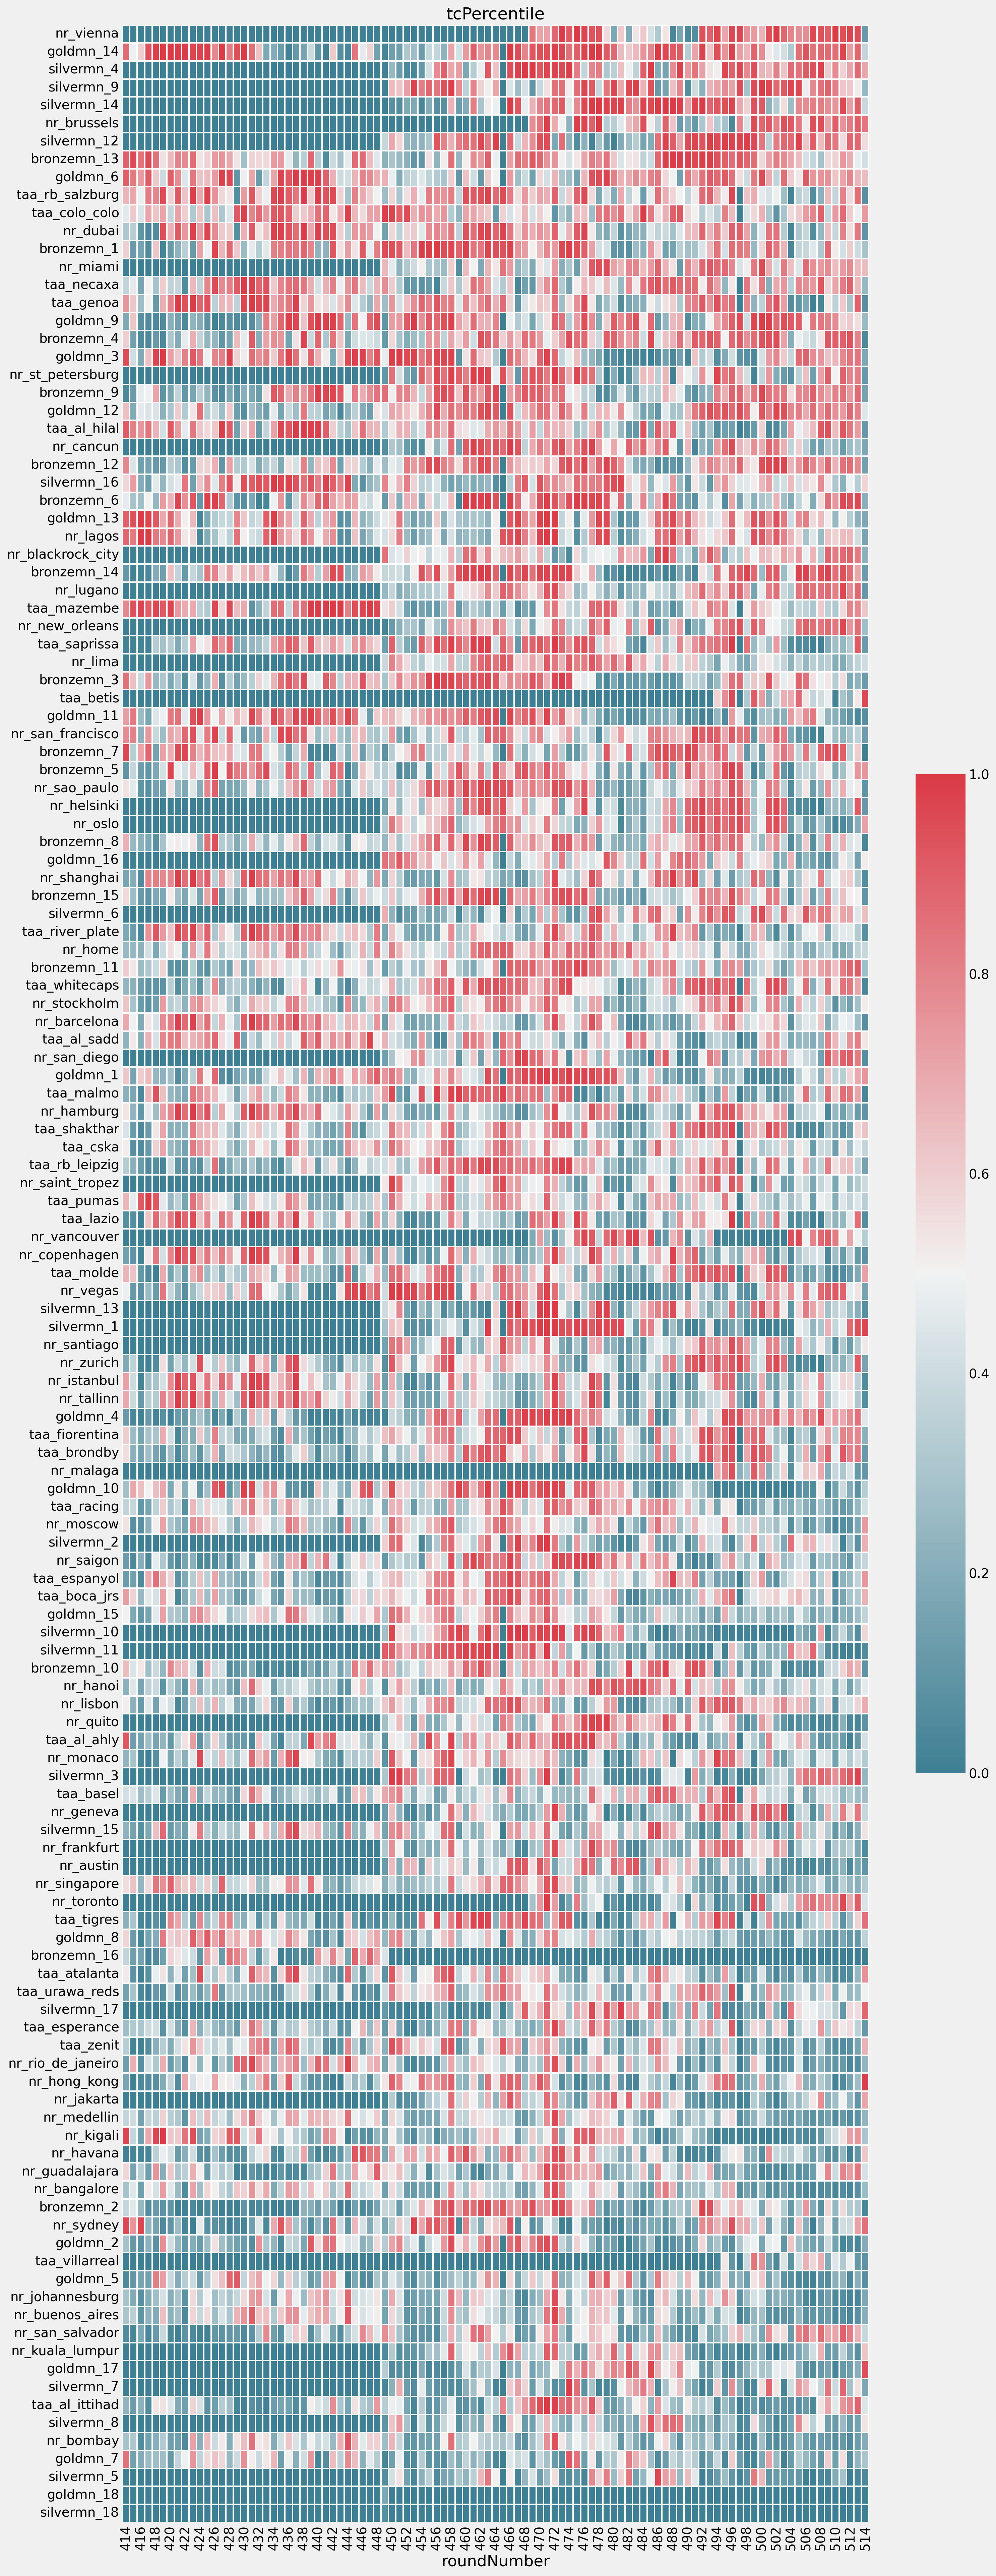 tcPercentile
nr_vienna
goldmn_14
silvermn_4
silvermn_9
silvermn_14
nr_brussels
silvermn_12
bronzemn_13
goldmn_6
taa_rb_salzburg
taa_colo_colo
nr_dubai
bronzemn_1
nr_miami
taa_necaxa
taa_genoa
goldmn_9
bronzemn_4
goldmn_3
nr_st_petersburg
bronzemn_9
goldmn_12
taa_al_hilal
nr_cancun
bronzemn_12
silvermn_16
bronzemn_6
goldmn_13
nr_lagos
nr_blackrock_city
bronzemn_14
nr_lugano
taa_mazembe
nr_new_orleans
taa_saprissa
nr_lima
bronzemn_3
taa_betis
goldmn_11
nr_san_francisco
bronzemn_7
bronzemn_5
nr_sao_paulo
nr_helsinki
nr_oslo
bronzemn_8
goldmn_16
nr_shanghai
bronzemn_15
silvermn_6
taa_river_plate
nr_home
bronzemn_11
taa_whitecaps
nr_stockholm
nr_barcelona
taa_al_sadd
nr_san_diego
goldmn_1
taa_malmo
nr_hamburg
taa_shakthar
taa_cska
taa_rb_leipzig
nr_saint_tropez
taa_pumas
taa_lazio
nr_vancouver
nr_copenhagen
taa_molde
nr_vegas
silvermn_13
silvermn_1
nr_santiago
nr_zurich
nr_istanbul
nr_tallinn
goldmn_4
taa_fiorentina
taa_brondby
nr_malaga
goldmn_10
taa_racing
nr_moscow
silvermn_2
nr_saigon
taa_espanyol
taa_boca_jrs
goldmn_15
silvermn_10
silvermn_11
bronzemn_10
nr_hanoi
nr_lisbon
nr_quito
taa_al_ahly
nr_monaco
silvermn_3
taa_basel
nr_geneva
silvermn_15
nr_frankfurt
nr_austin
nr_singapore
nr_toronto
taa_tigres
goldmn_8
bronzemn_16
taa_atalanta
taa_urawa_reds
silvermn_17
taa_esperance
taa_zenit
nr_rio_de_janeiro
nr_hong_kong
nr_jakarta
nr_medellin
nr_kigali
nr_havana
nr_guadalajara
nr_bangalore
bronzemn_2
nr_sydney
goldmn_2
taa_villarreal
goldmn_5
nr_johannesburg
nr_buenos_aires
nr_san_salvador
nr_kuala_lumpur
goldmn_17
silvermn_7
taa_al_ittihad
silvermn_8
nr_bombay
goldmn_7
silvermn_5
goldmn_18
silvermn_18
414 416 418 420 422 424 426 428 430 432 434 436 438 440 442 444 446 448 450 452 454 456 458 460 462 464 466 468 470 472 474 476 478 480 482 484 486 488 490 492 494 496 498 500 502 504 506 508 510 512 514
roundNumber
1.0
0.8
0.6
0.4
0.2
0.0